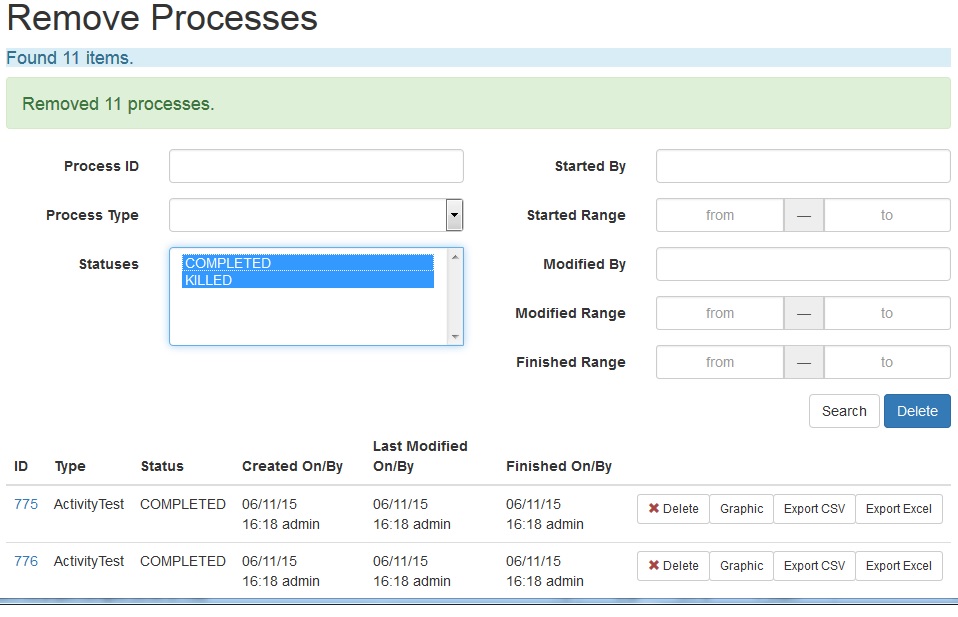 Remove Processes
Found 11 items.
Removed 11 processes.
Process ID
Started By
Process Type
Started Range from — to
Statuses COMPLETED
KILLED
Modified By
Modified Range from — to
Finished Range from — to
Search Delete
ID Type Status Created On/By Last Modified On/By Finished On/By
775 ActivityTest COMPLETED 06/11/15 06/11/15 06/11/15 Delete Graphic Export CSV Export Excel
16:18 admin 16:18 admin 16:18 admin
776 ActivityTest COMPLETED 06/11/15 06/11/15 06/11/15 Delete Graphic Export CSV Export Excel
16:18 admin 16:18 admin 16:18 admin